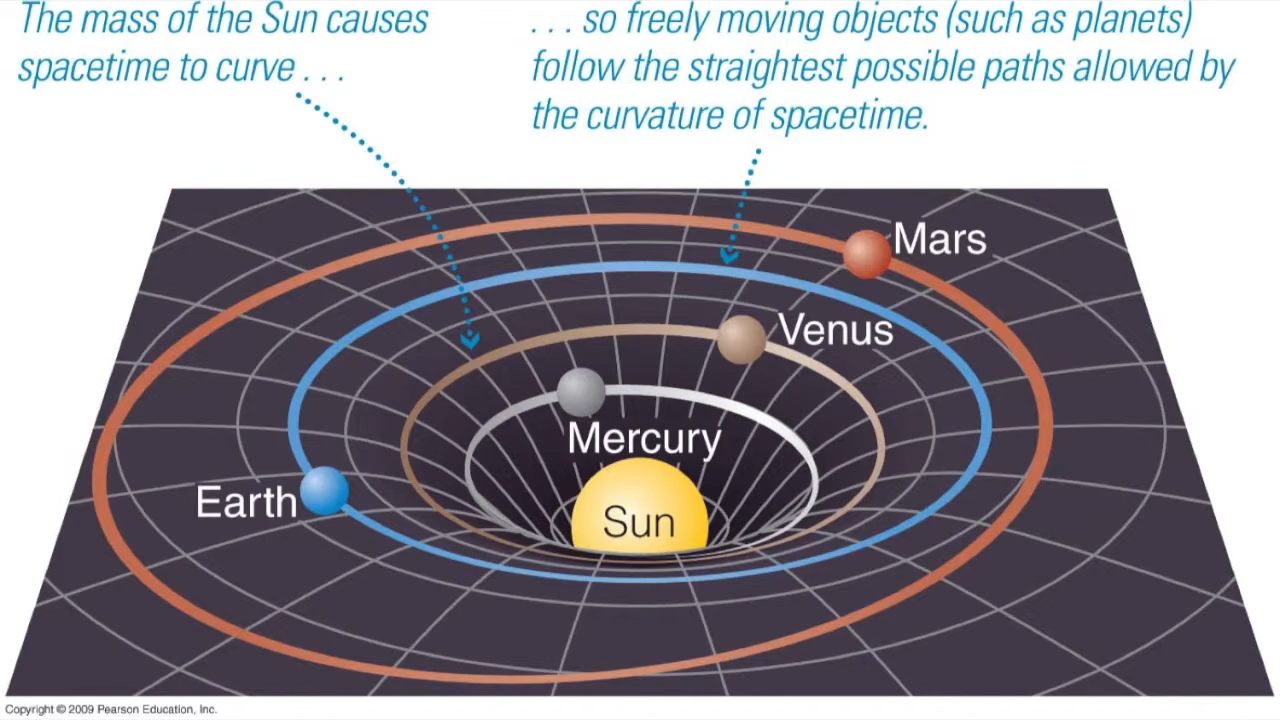 The mass of the Sun causes
spacetime to curve . . .
. . . so freely moving objects (such as planets)
follow the straightest possible paths allowed by
the curvature of spacetime.
Mars
Venus
Mercury
Earth
Sun
Copyright © 2009 Pearson Education, Inc.